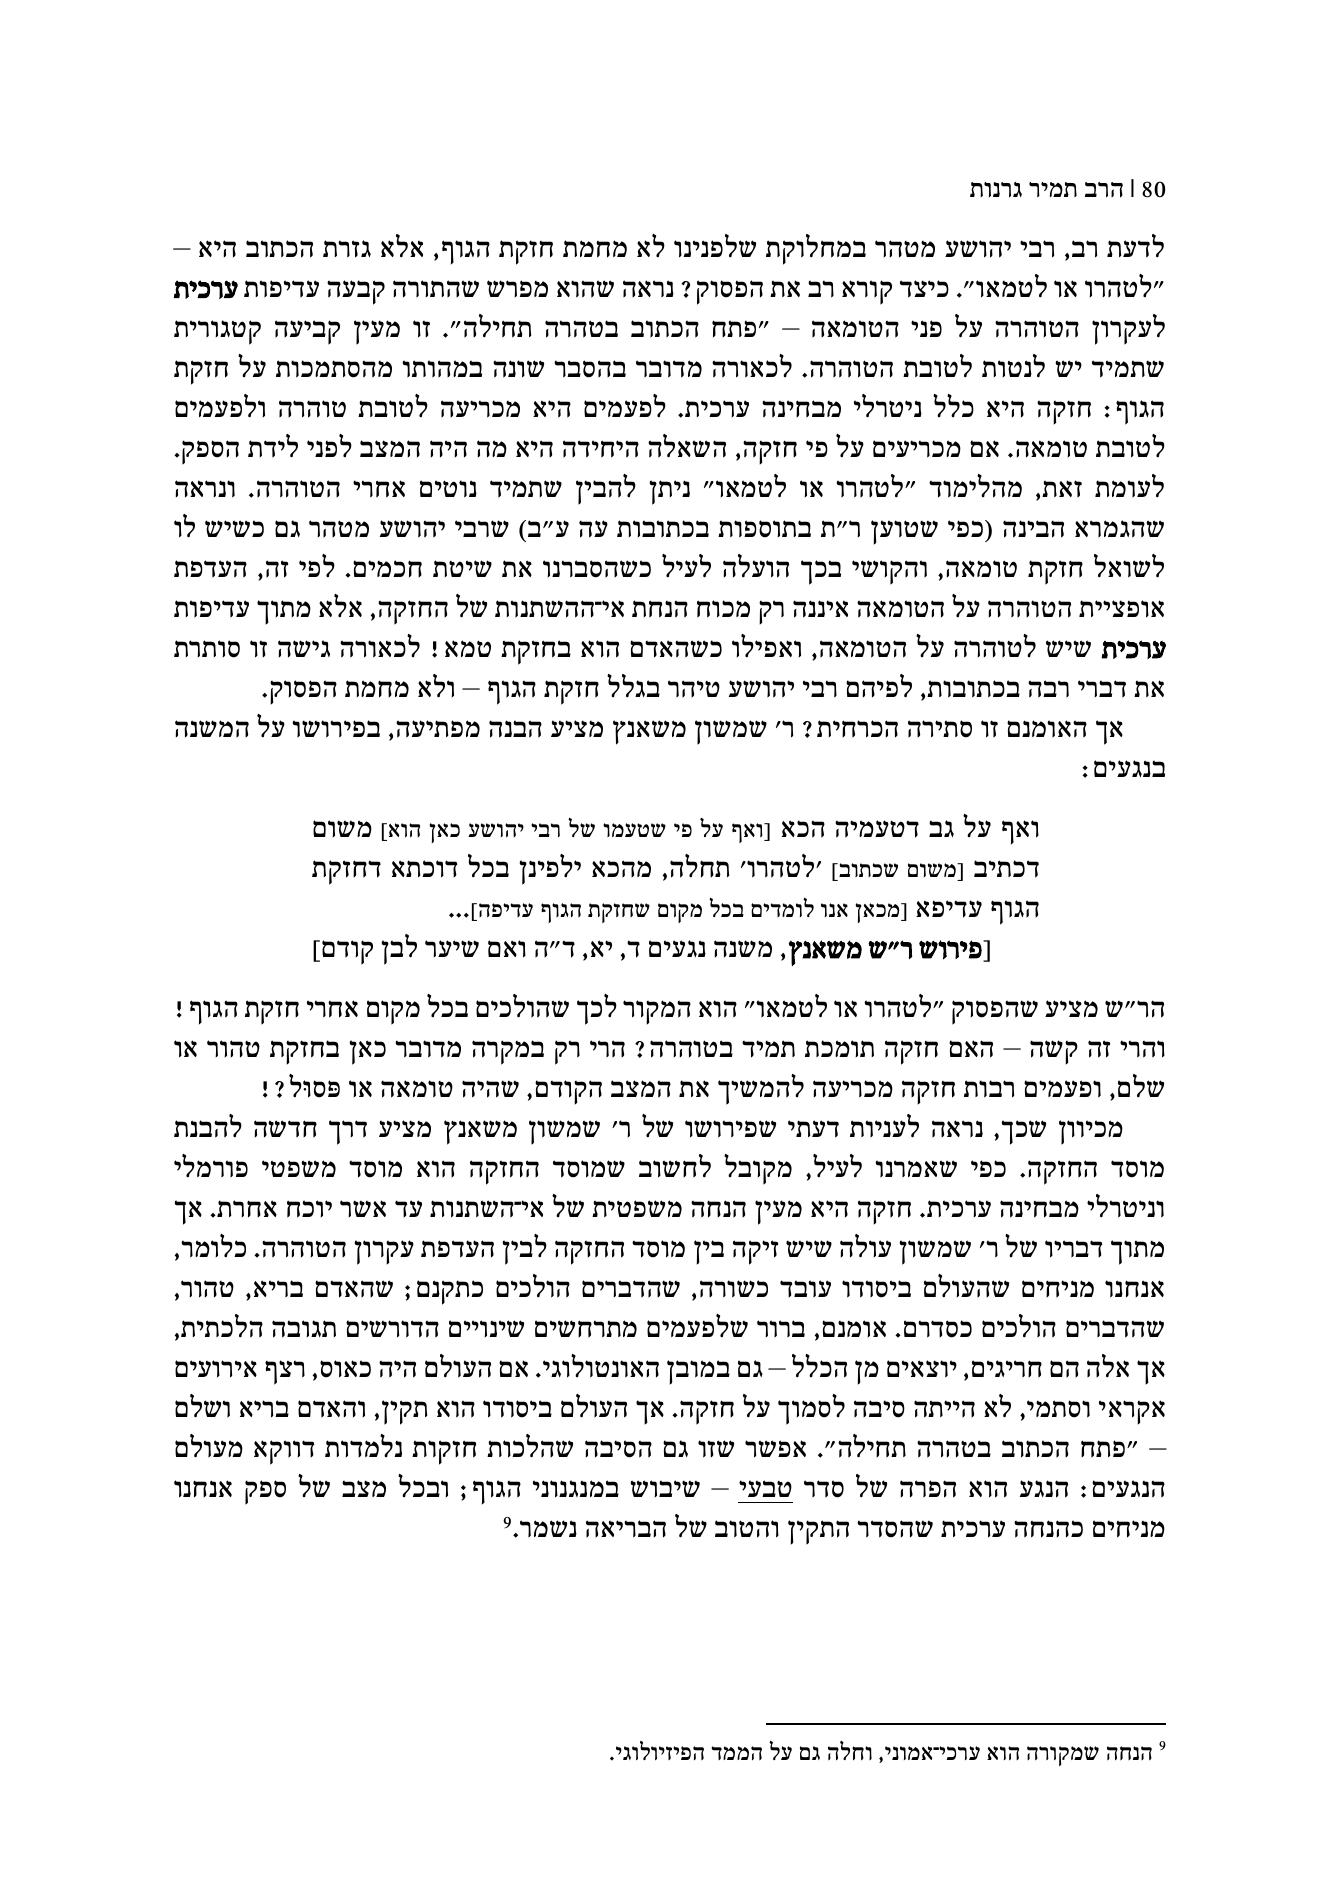 80 | הרב תמיר גרנות
לדעת רב, רבי יהושע מטהר במחלוקת שלפנינו לא מחמת חזקת הגוף, אלא גזרת הכתוב היא –
״לטהרו או לטמאו״. כיצד קורא רב את הפסוק? נראה שהוא מפרש שהתורה קבעה עדיפות ערכית
לעקרון הטוהרה על פני הטומאה – ״פתח הכתוב בטהרה תחילה״. זו מעין קביעה קטגורית
שתמיד יש לנטות לטובת הטוהרה. לכאורה מדובר בהסבר שונה במהותו מהסתמכות על חזקת
הגוף: חזקה היא כלל ניטרלי מבחינה ערכית. לפעמים היא מכריעה לטובת טוהרה ולפעמים
לטובת טומאה. אם מכריעים על פי חזקה, השאלה היחידה היא מה היה המצב לפני לידת הספק.
לעומת זאת, מהלימוד ״לטהרו או לטמאו״ ניתן להבין שתמיד נוטים אחרי הטוהרה. ונראה
שהגמרא הבינה (כפי שטוען ר״ת בתוספות בכתובות עה ע״ב) שרבי יהושע מטהר גם כשיש לו
לשואל חזקת טומאה, והקושי בכך הועלה לעיל כשהסברנו את שיטת חכמים. לפי זה, העדפת
אופציית הטוהרה על הטומאה איננה רק מכוח הנחת אי־ההשתנות של החזקה, אלא מתוך עדיפות
ערכית שיש לטוהרה על הטומאה, ואפילו כשהאדם הוא בחזקת טמא! לכאורה גישה זו סותרת
את דברי רבה בכתובות, לפיהם רבי יהושע טיהר בגלל חזקת הגוף – ולא מחמת הפסוק.
אך האומנם זו סתירה הכרחית? ר׳ שמשון משאנץ מציע הבנה מפתיעה, בפירושו על המשנה
בנגעים:
ואף על גב דטעמיה הכא [ואף על פי שטעמו של רבי יהושע כאן הוא] משום
דכתיב [משום שכתוב] ׳לטהרו׳ תחלה, מהכא ילפינן בכל דוכתא דחזקת
הגוף עדיפא [מכאן אנו לומדים בכל מקום שחזקת הגוף עדיפה]...
[פירוש ר״ש משאנץ, משנה נגעים ד, יא, ד״ה ואם שיער לבן קודם]
הר״ש מציע שהפסוק ״לטהרו או לטמאו״ הוא המקור לכך שהולכים בכל מקום אחרי חזקת הגוף!
והרי זה קשה – האם חזקה תומכת תמיד בטוהרה? הרי רק במקרה מדובר כאן בחזקת טהור או
שלם, ופעמים רבות חזקה מכריעה להמשיך את המצב הקודם, שהיה טומאה או פסול?!
מכיוון שכך, נראה לעניות דעתי שפירושו של ר׳ שמשון משאנץ מציע דרך חדשה להבנת
מוסד החזקה. כפי שאמרנו לעיל, מקובל לחשוב שמוסד החזקה הוא מוסד משפטי פורמלי
וניטרלי מבחינה ערכית. חזקה היא מעין הנחה משפטית של אי־השתנות עד אשר יוכח אחרת. אך
מתוך דבריו של ר׳ שמשון עולה שיש זיקה בין מוסד החזקה לבין העדפת עקרון הטוהרה. כלומר,
אנחנו מניחים שהעולם ביסודו עובד כשורה, שהדברים הולכים כתקנם; שהאדם בריא, טהור,
שהדברים הולכים כסדרם. אומנם, ברור שלפעמים מתרחשים שינויים הדורשים תגובה הלכתית,
אך אלה הם חריגים, יוצאים מן הכלל – גם במובן האונטולוגי. אם העולם היה כאוס, רצף אירועים
אקראי וסתמי, לא הייתה סיבה לסמוך על חזקה. אך העולם ביסודו הוא תקין, והאדם בריא ושלם
– ״פתח הכתוב בטהרה תחילה״. אפשר שזו גם הסיבה שהלכות חזקות נלמדות דווקא מעולם
הנגעים: הנגע הוא הפרה של סדר טבעי – שיבוש במנגנוני הגוף; ובכל מצב של ספק אנחנו
מניחים כהנחה ערכית שהסדר התקין והטוב של הבריאה נשמר.9
9 הנחה שמקורה הוא ערכי־אמוני, וחלה גם על הממד הפיזיולוגי.